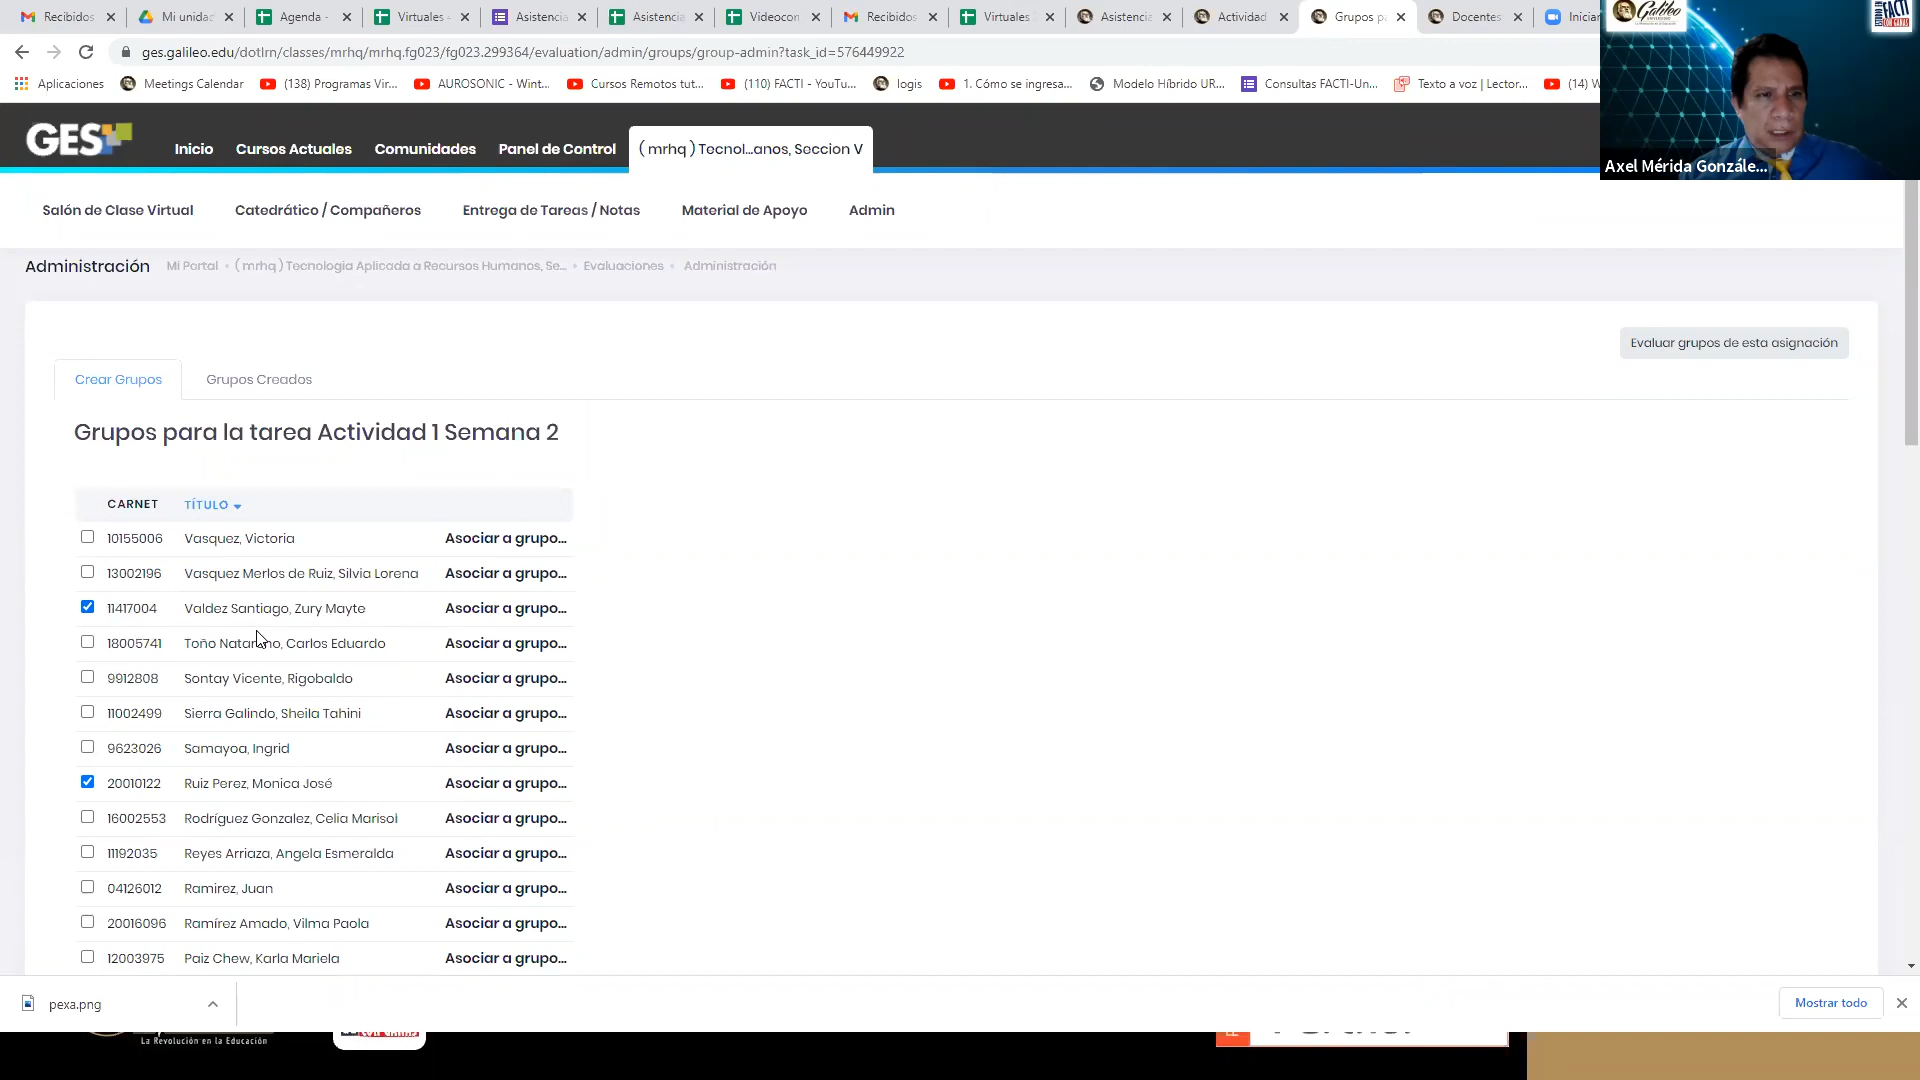 Recibidos
Mi unidad
Agenda -
Virtuales -
Asistencia
Asistencia
Videocon
Recibidos
Virtuales
Asistencia
Actividad
Grupos pa
Docentes
Iniciar
ges.galileo.edu/dotlrn/classes/mrhq/mrhq.fg023/fg023.299364/evaluation/admin/groups/group-admin?task_id=576449922
Aplicaciones
Meetings Calendar
(138) Programas Vir...
AUROSONIC - Wint...
Cursos Remotos tut...
(110) FACTI - YouTu...
logis
1. Cómo se ingresa...
Modelo Híbrido UR...
Consultas FACTI-Un...
Texto a voz | Lector...
(14) W
Galileo
FACTI
Axel Mérida Gonzále...
GES
Inicio
Cursos Actuales
Comunidades
Panel de Control
( mrhq ) Tecnol...anos, Seccion V
Salón de Clase Virtual
Catedrático / Compañeros
Entrega de Tareas / Notas
Material de Apoyo
Admin
Administración
Mi Portal • ( mrhq ) Tecnologia Aplicada a Recursos Humanos, Se... • Evaluaciones • Administración
Evaluar grupos de esta asignación
Crear Grupos
Grupos Creados
Grupos para la tarea Actividad 1 Semana 2
CARNET TÍTULO
10155006 Vasquez, Victoria Asociar a grupo...
13002196 Vasquez Merlos de Ruiz, Silvia Lorena Asociar a grupo...
11417004 Valdez Santiago, Zury Mayte Asociar a grupo...
18005741 Toño Natareno, Carlos Eduardo Asociar a grupo...
9912808 Sontay Vicente, Rigobaldo Asociar a grupo...
11002499 Sierra Galindo, Sheila Tahini Asociar a grupo...
9623026 Samayoa, Ingrid Asociar a grupo...
20010122 Ruiz Perez, Monica José Asociar a grupo...
16002553 Rodríguez Gonzalez, Celia Marisol Asociar a grupo...
11192035 Reyes Arriaza, Angela Esmeralda Asociar a grupo...
04126012 Ramirez, Juan Asociar a grupo...
20016096 Ramírez Amado, Vilma Paola Asociar a grupo...
12003975 Paiz Chew, Karla Mariela Asociar a grupo...
pexa.png
Mostrar todo
La Revolución en la Educación